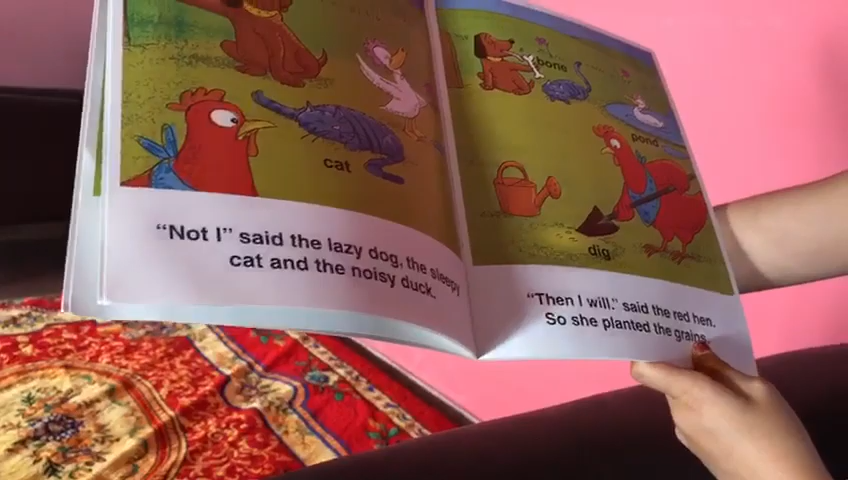 cat
“Not I” said the lazy dog, the sleepy
cat and the noisy duck.
bone
pond
dig
“Then I will.” said the red hen.
So she planted the grains.